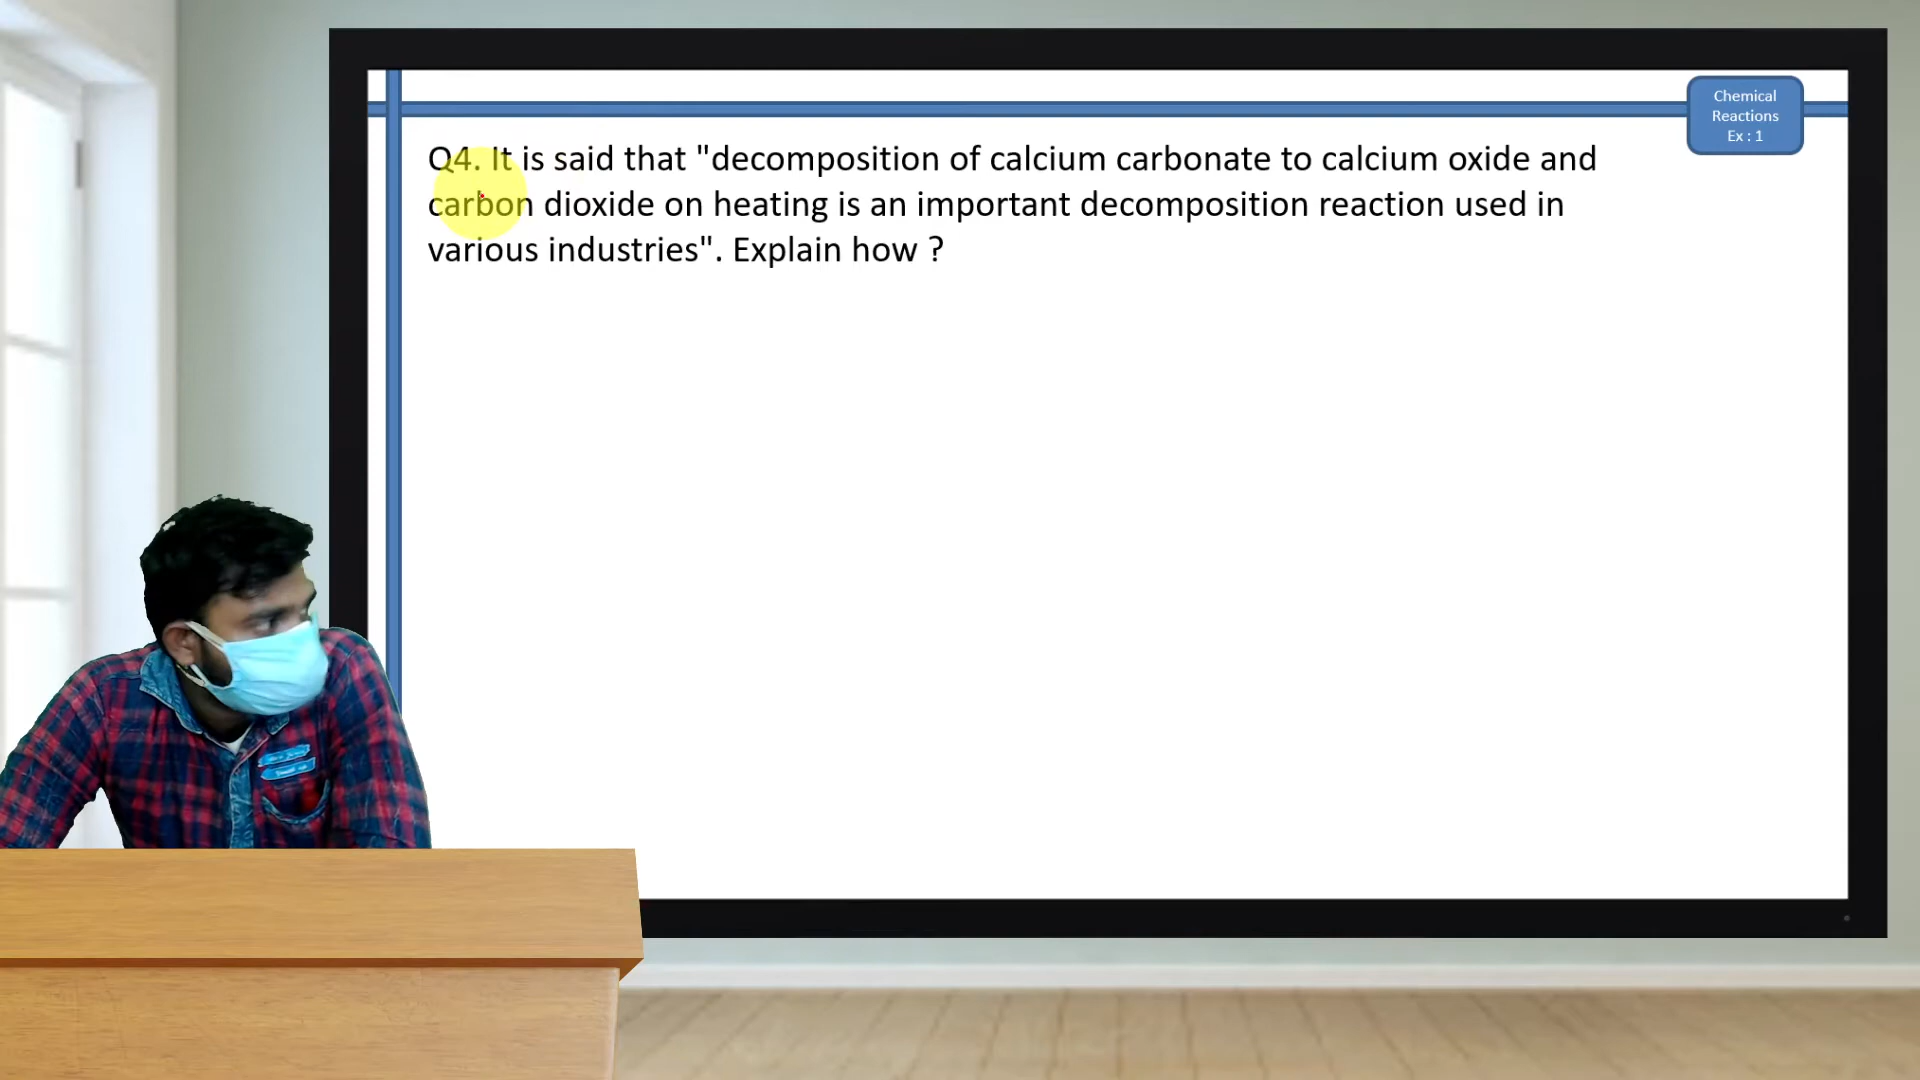 Chemical
Reactions
Ex : 1
Q4. It is said that "decomposition of calcium carbonate to calcium oxide and
carbon dioxide on heating is an important decomposition reaction used in
various industries". Explain how ?